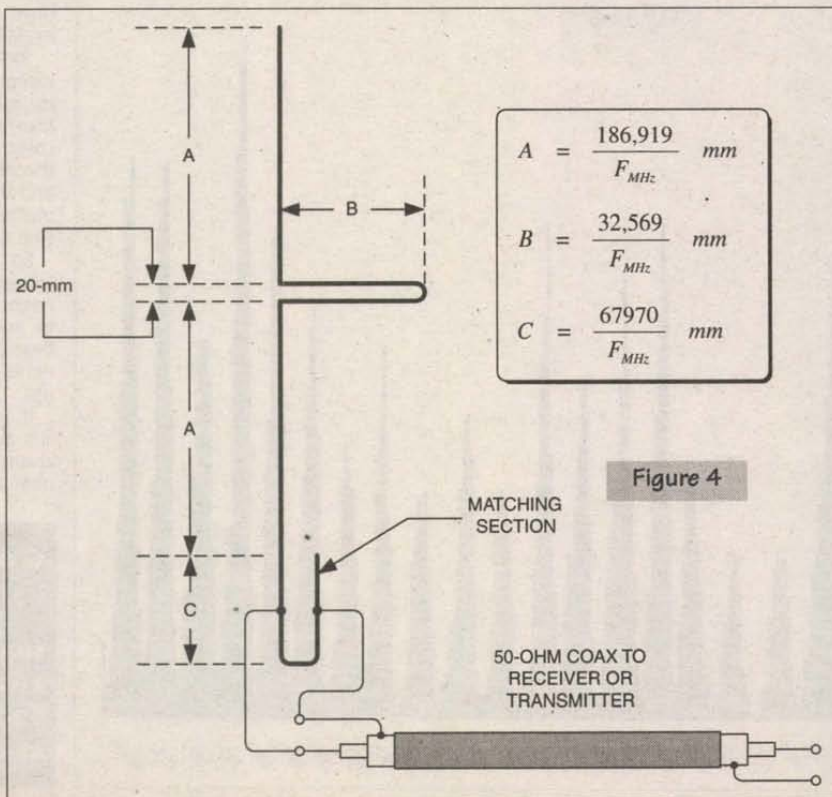 A
B
20-mm
A
C
A = 186,919 / F_MHz mm
B = 32,569 / F_MHz mm
C = 67970 / F_MHz mm
Figure 4
MATCHING
SECTION
50-OHM COAX TO
RECEIVER OR
TRANSMITTER